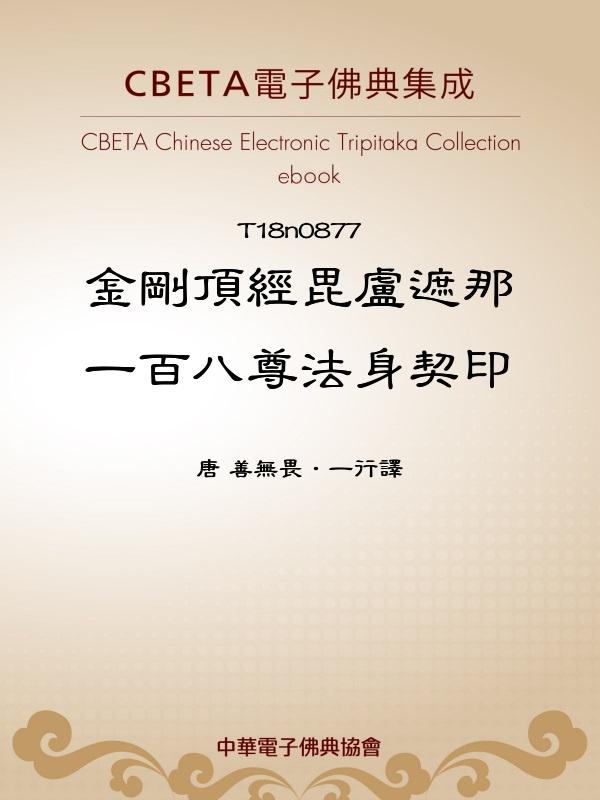 CBETA電子佛典集成
CBETA Chinese Electronic Tripitaka Collection
ebook
T18n0877
金剛頂經毘盧遮那
一百八尊法身契印
唐 善無畏．一行譯
中華電子佛典協會